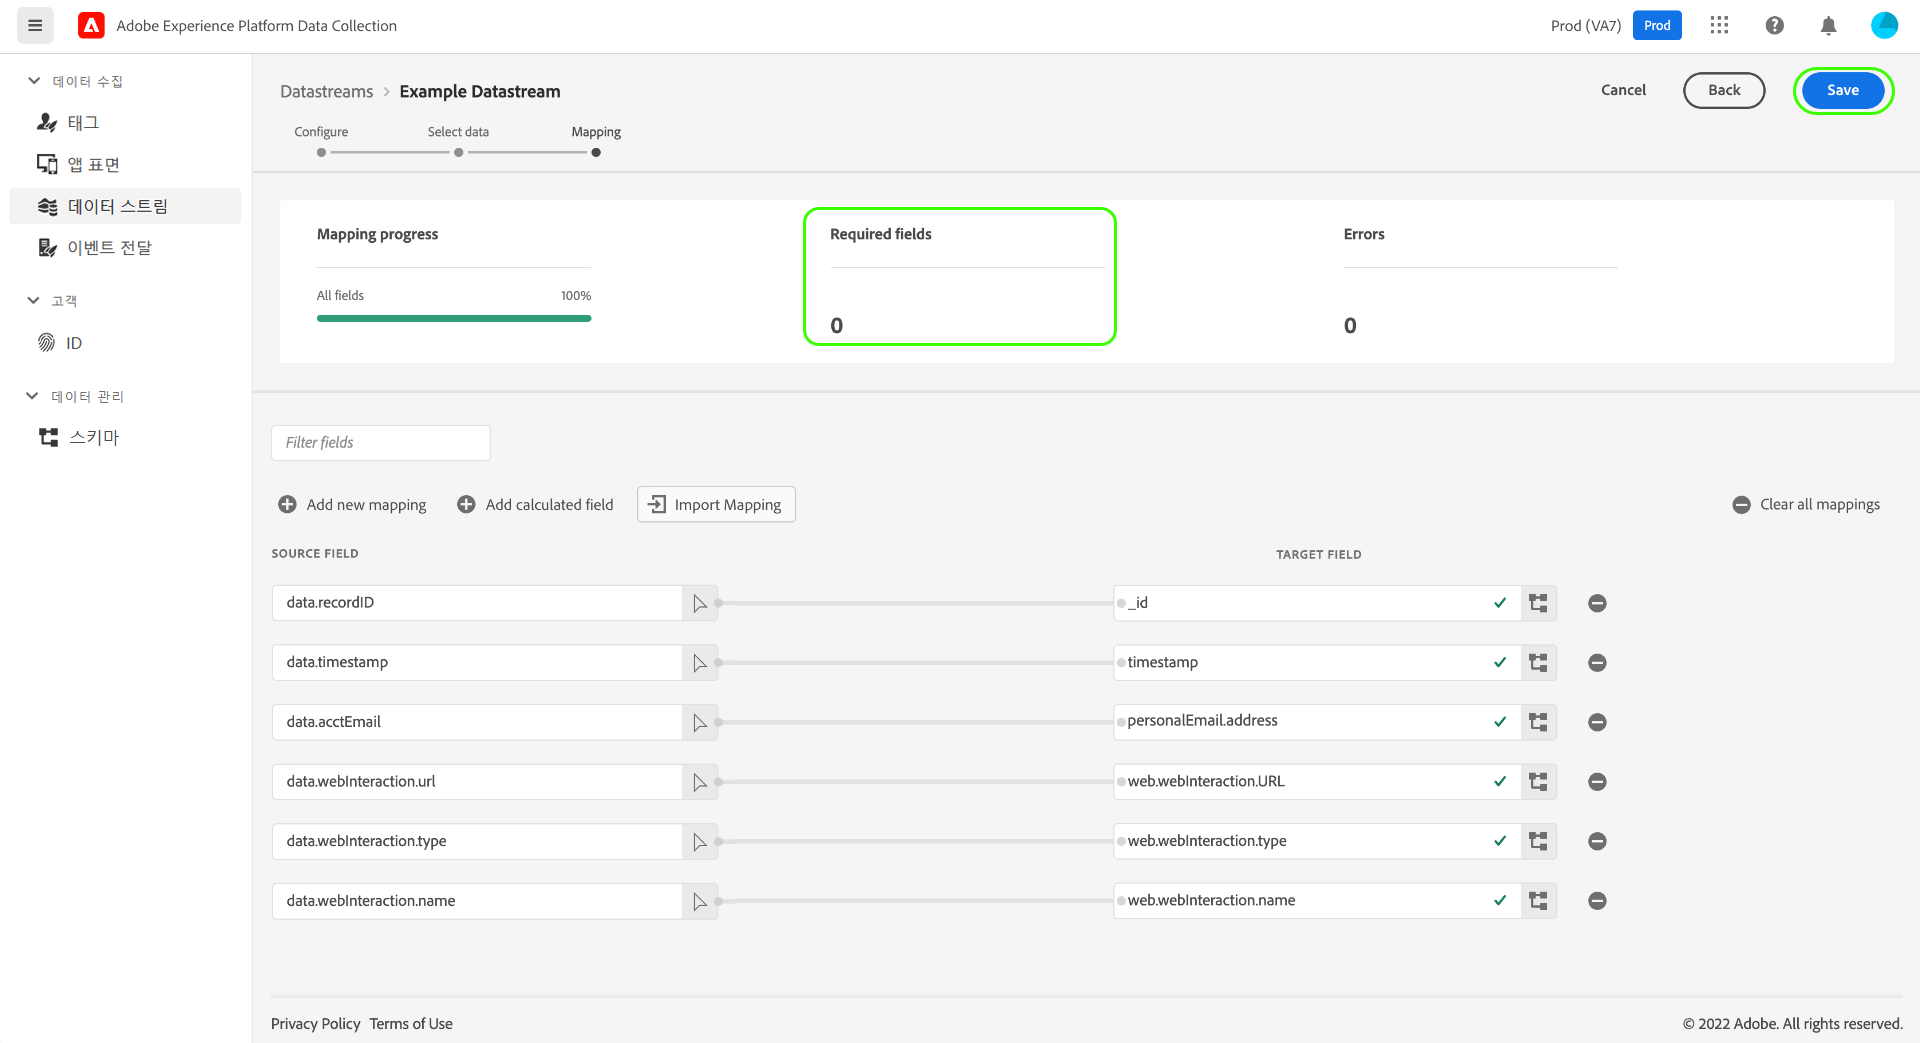 Adobe Experience Platform Data Collection
Prod (VA7) Prod
데이터 수집
태그
앱 표면
데이터 스트림
이벤트 전달
고객
ID
데이터 관리
스키마
Datastreams > Example Datastream
Cancel Back Save
Configure Select data Mapping
Mapping progress
All fields 100%
Required fields
0
Errors
0
Filter fields
Add new mapping Add calculated field Import Mapping Clear all mappings
SOURCE FIELD TARGET FIELD
data.recordID _id
data.timestamp timestamp
data.acctEmail personalEmail.address
data.webInteraction.url web.webInteraction.URL
data.webInteraction.type web.webInteraction.type
data.webInteraction.name web.webInteraction.name
Privacy Policy Terms of Use © 2022 Adobe. All rights reserved.